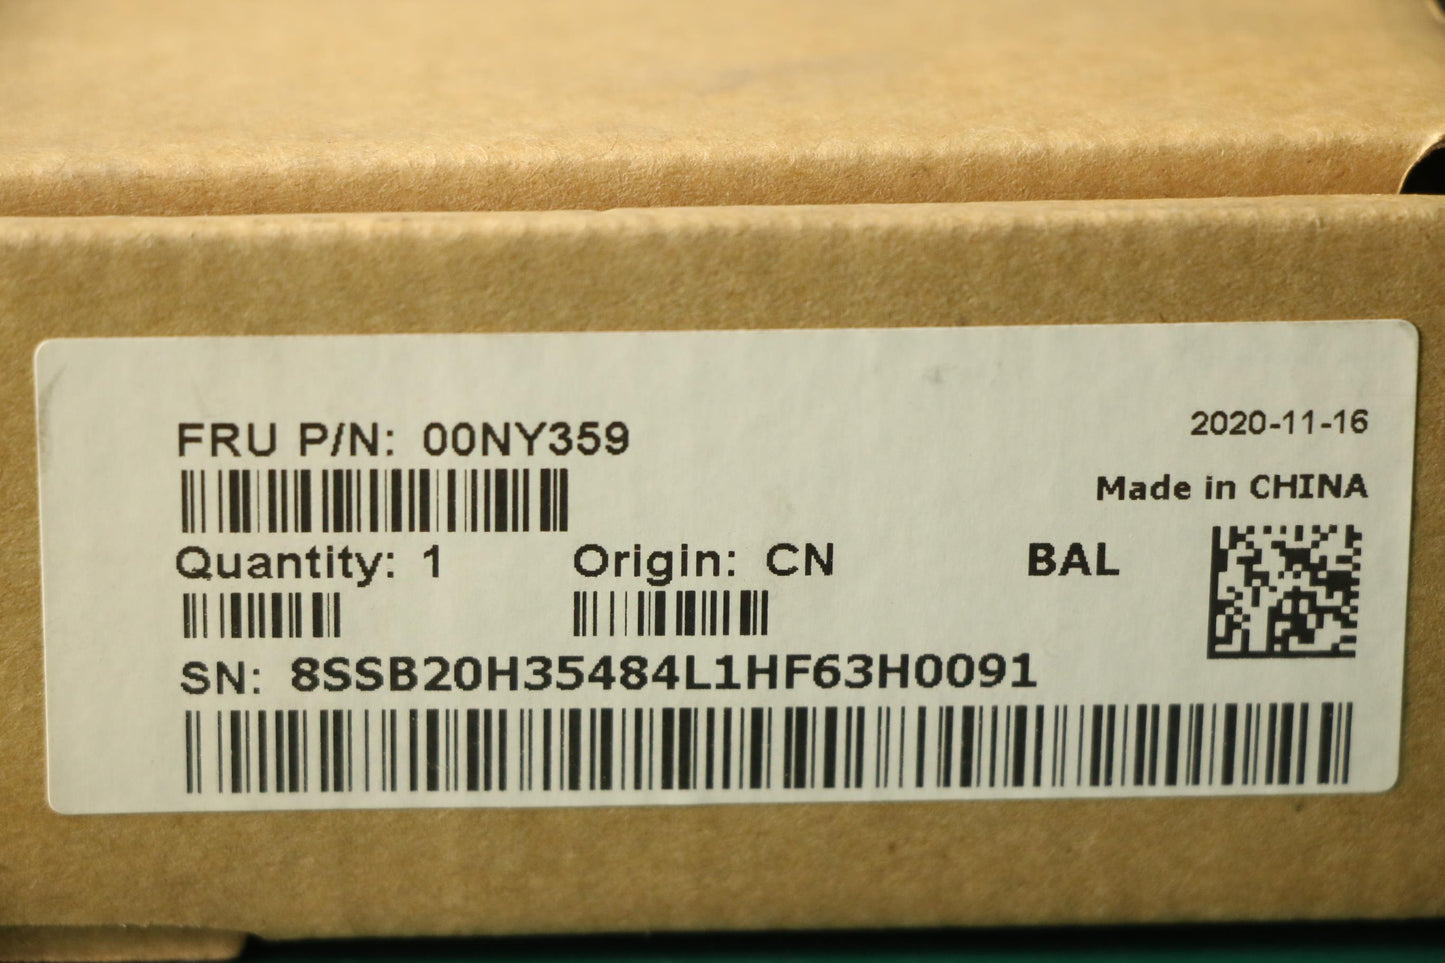 2020-11-16
FRU P/N: 00NY359
Made in CHINA
Quantity: 1 Origin: CN BAL
SN: 8SSB20H35484L1HF63H0091